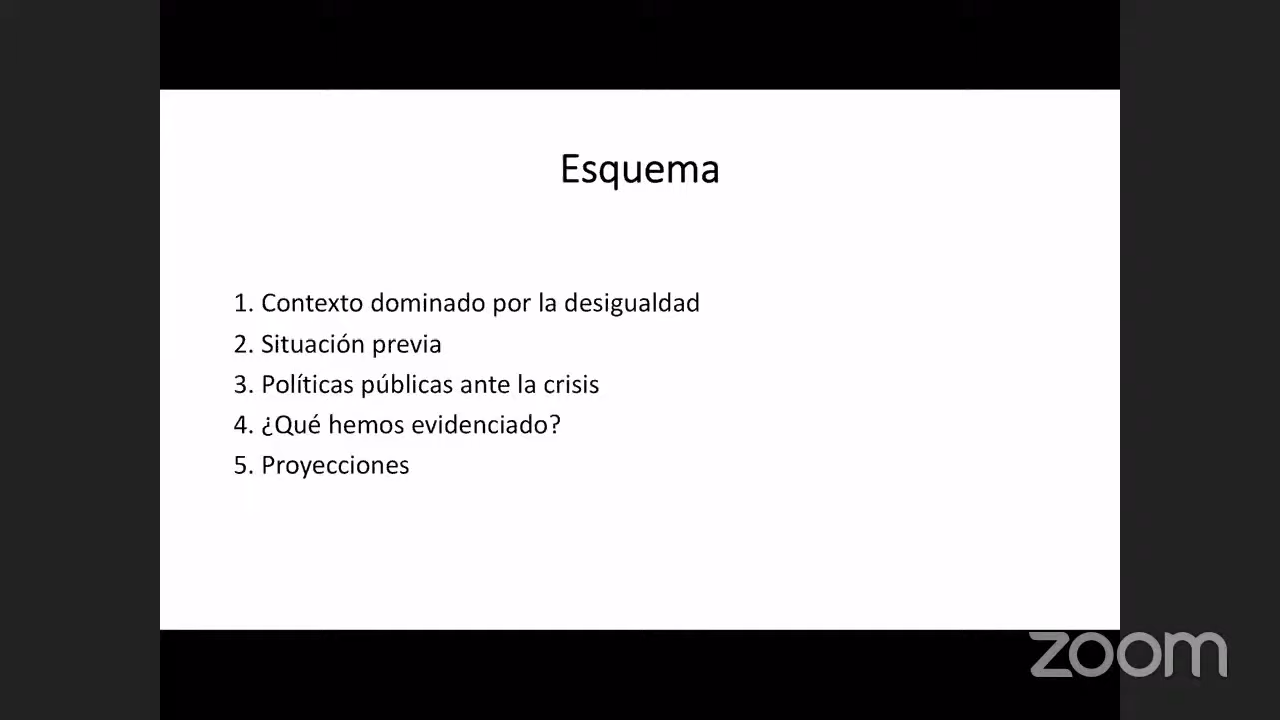 Esquema
1. Contexto dominado por la desigualdad
2. Situación previa
3. Políticas públicas ante la crisis
4. ¿Qué hemos evidenciado?
5. Proyecciones
zoom